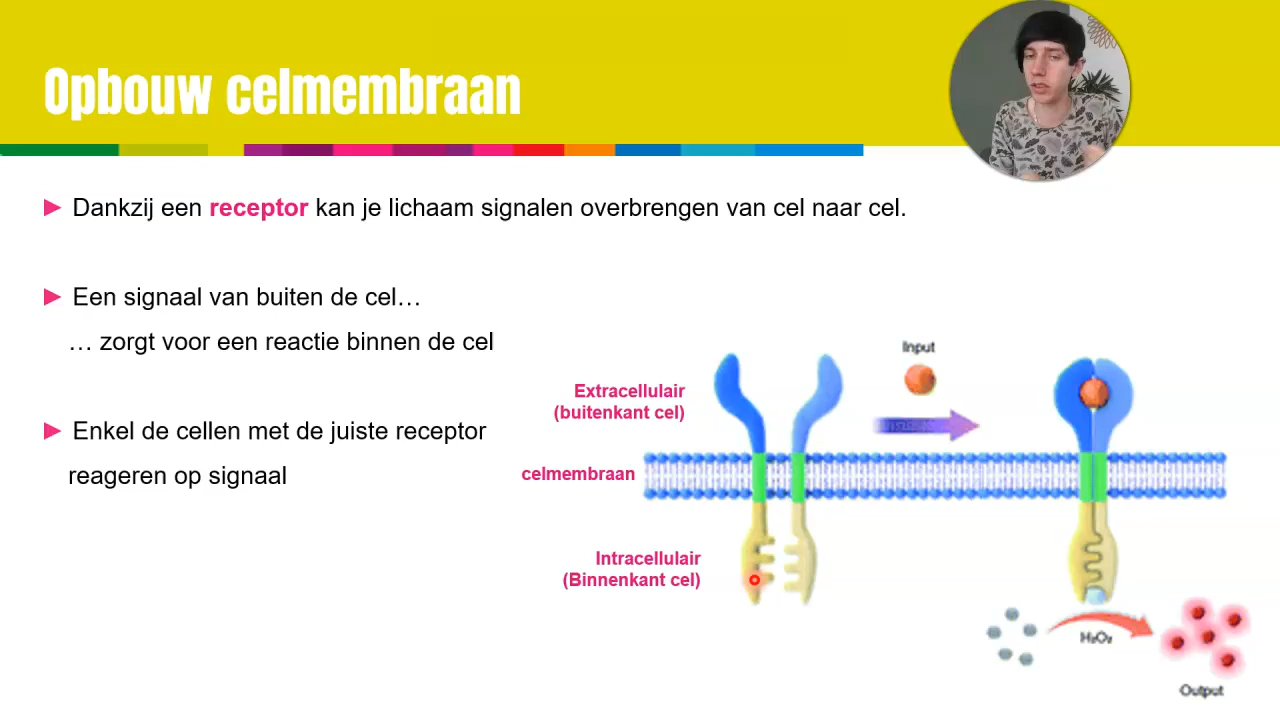 Opbouw celmembraan
Dankzij een receptor kan je lichaam signalen overbrengen van cel naar cel.
Een signaal van buiten de cel…
… zorgt voor een reactie binnen de cel
Enkel de cellen met de juiste receptor
reageren op signaal
Input
Extracellulair
(buitenkant cel)
celmembraan
Intracellulair
(Binnenkant cel)
H₂O₂
Output